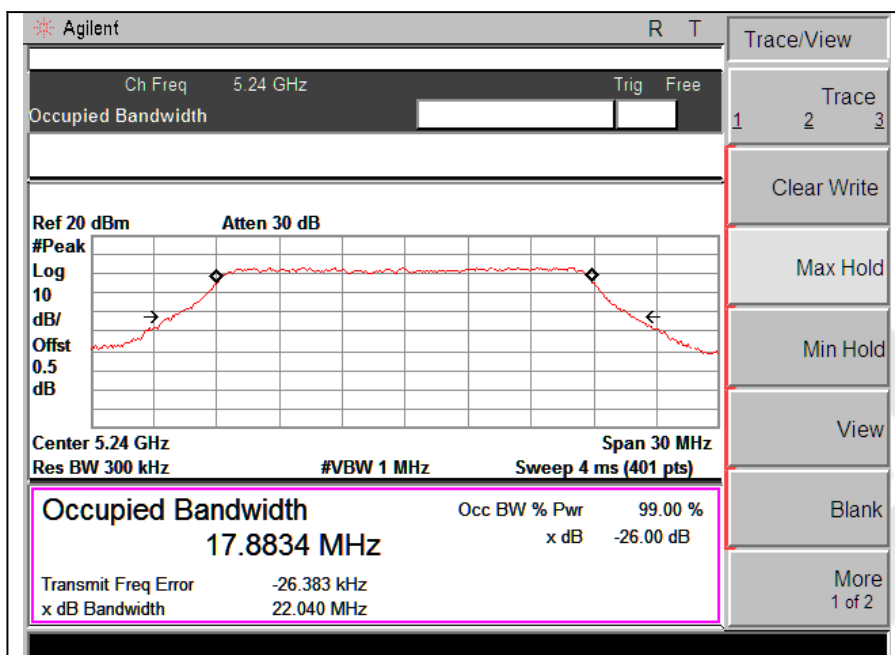 Agilent R T
Ch Freq 5.24 GHz Trig Free
Occupied Bandwidth
Ref 20 dBm Atten 30 dB
#Peak
Log
10
dB/
Offst
0.5
dB
Center 5.24 GHz Span 30 MHz
Res BW 300 kHz #VBW 1 MHz Sweep 4 ms (401 pts)
Occupied Bandwidth Occ BW % Pwr 99.00 %
17.8834 MHz x dB -26.00 dB
Transmit Freq Error -26.383 kHz
x dB Bandwidth 22.040 MHz
Trace/View
Trace
1 2 3
Clear Write
Max Hold
Min Hold
View
Blank
More
1 of 2